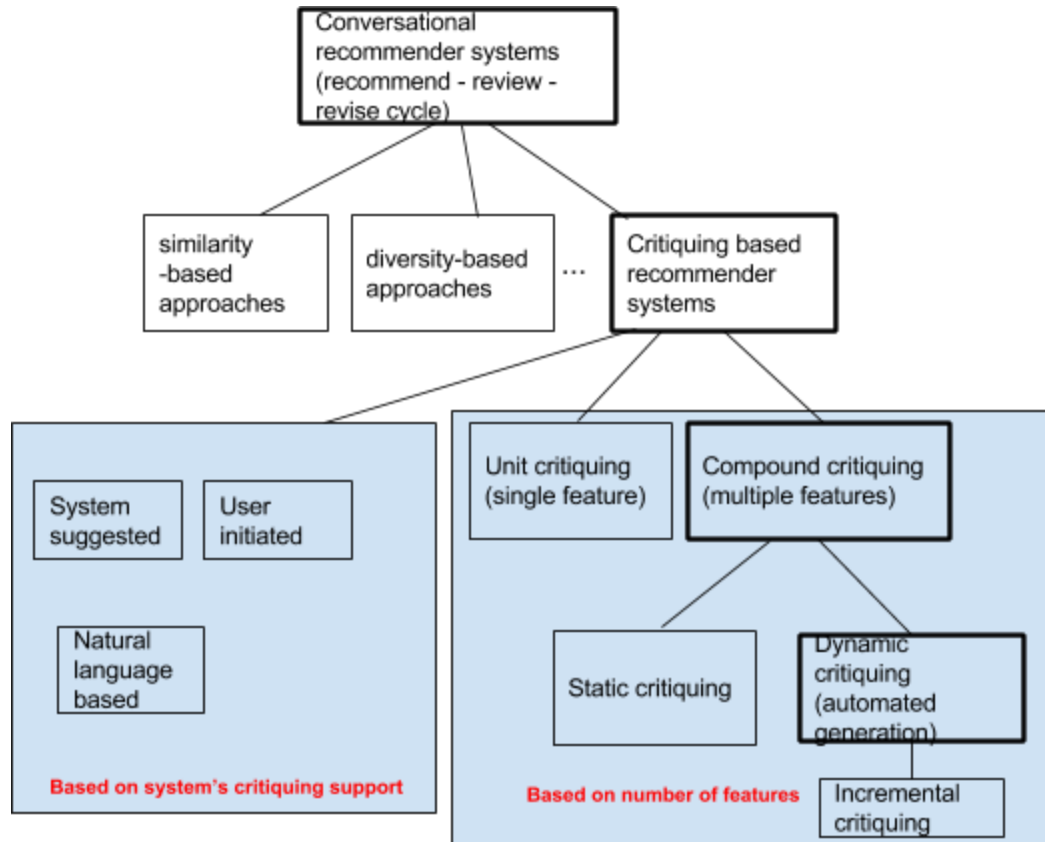 Conversational
recommender systems
(recommend - review -
revise cycle)
similarity
-based
approaches
diversity-based
approaches
...
Critiquing based
recommender
systems
System
suggested
User
initiated
Natural
language
based
Based on system's critiquing support
Unit critiquing
(single feature)
Compound critiquing
(multiple features)
Static critiquing
Dynamic
critiquing
(automated
generation)
Based on number of features
Incremental
critiquing